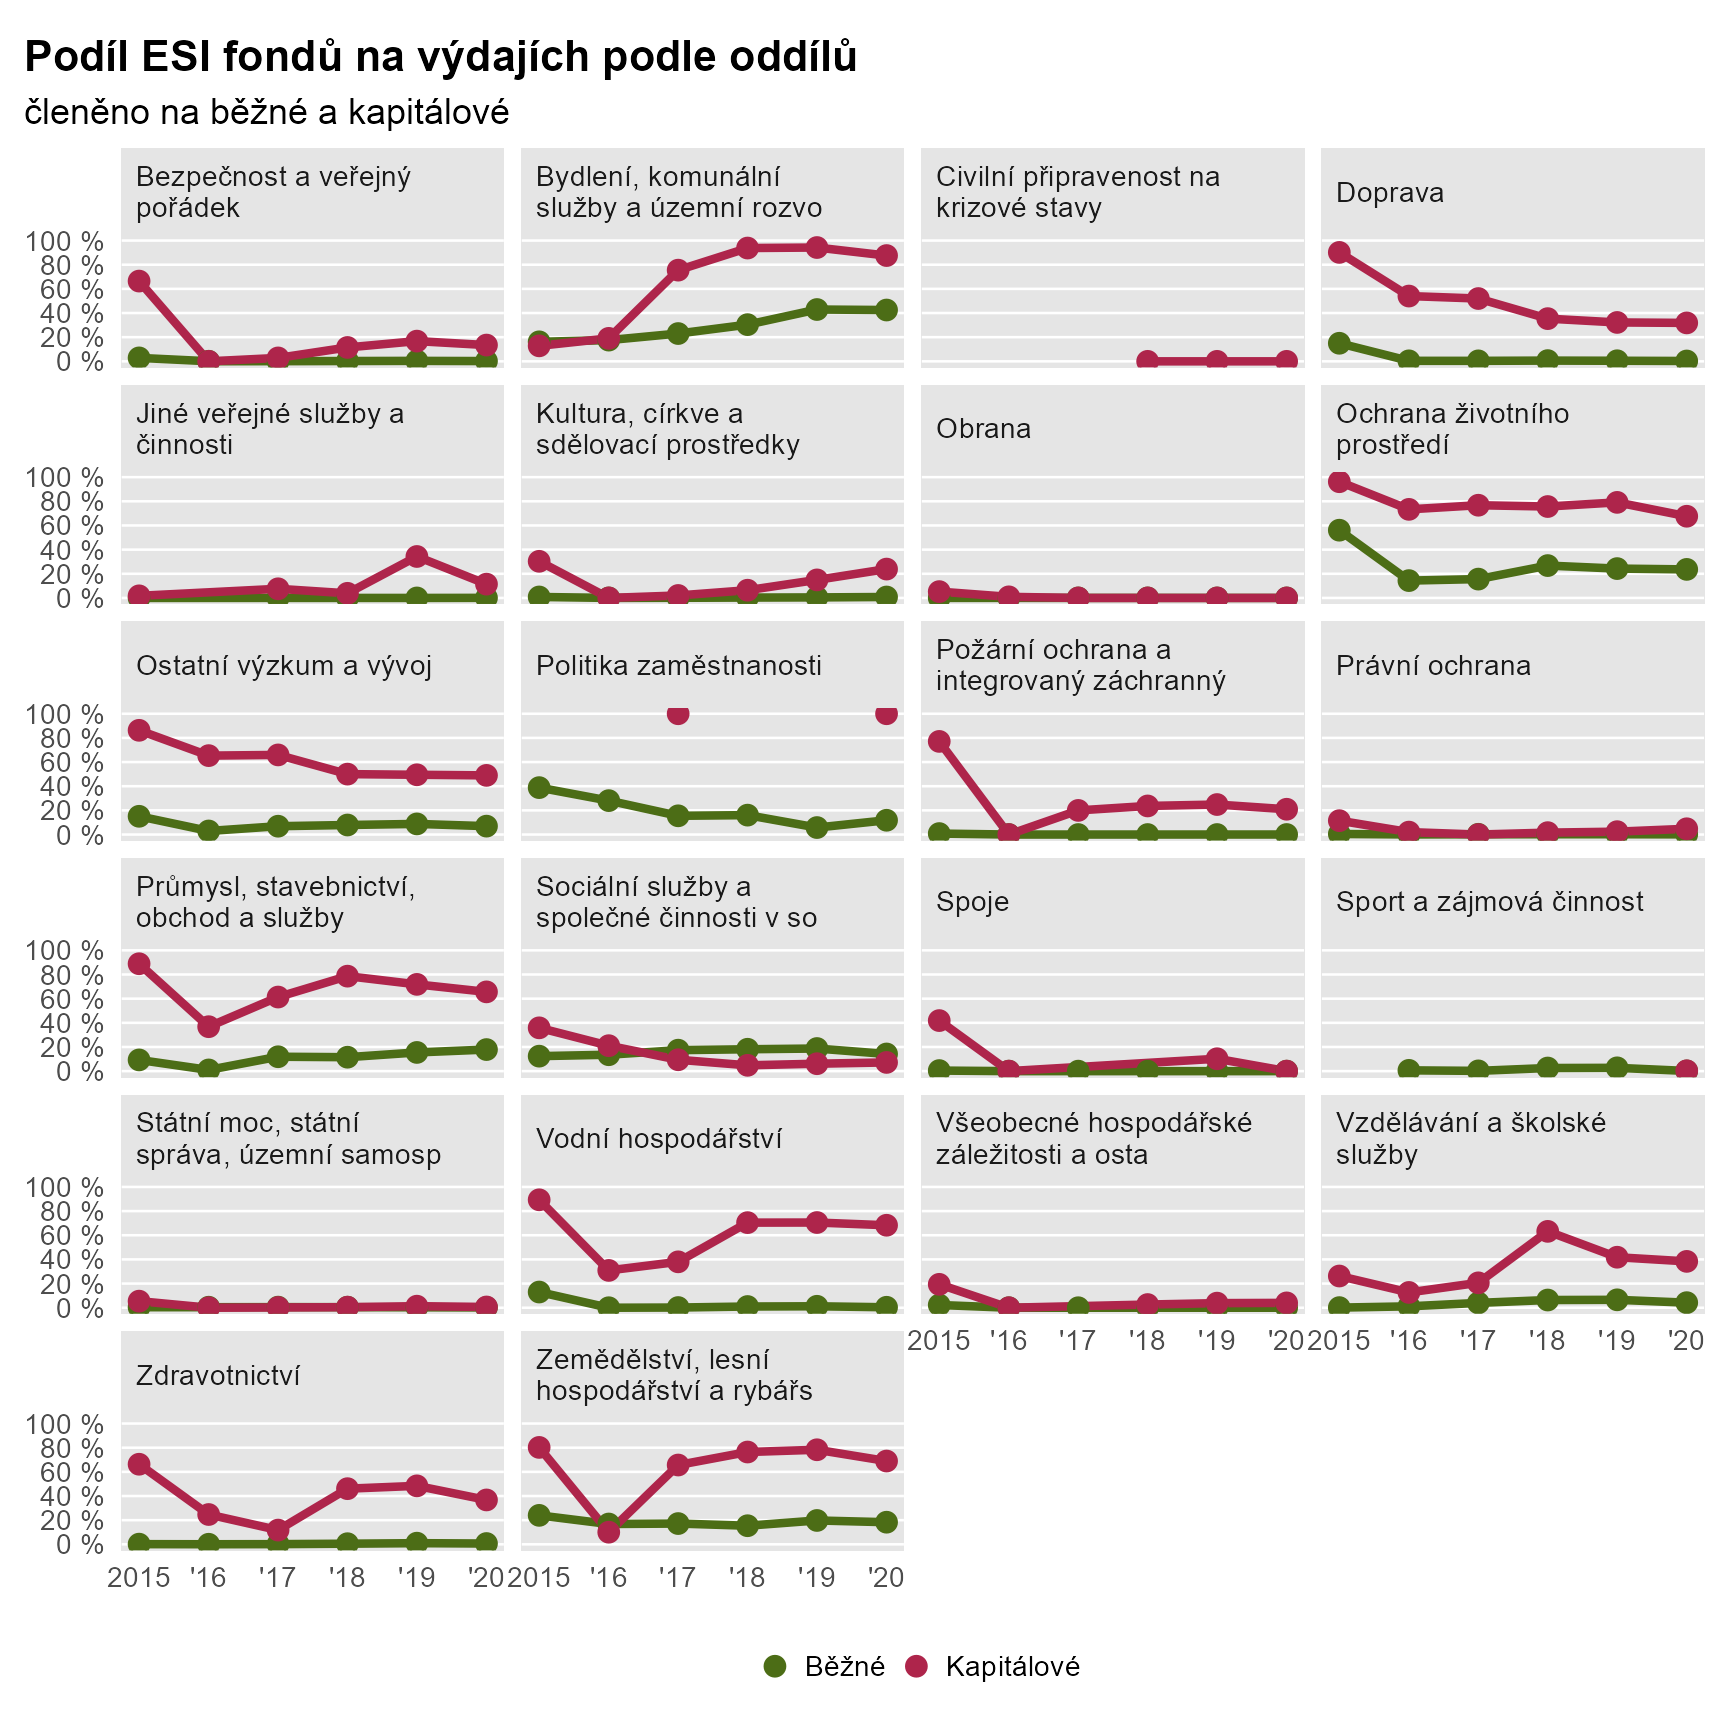 Podíl ESI fondů na výdajích podle oddílů
členěno na běžné a kapitálové
Bezpečnost a veřejný
pořádek
Bydlení, komunální
služby a územní rozvo
Civilní připravenost na
krizové stavy
Doprava
100 %
80 %
60 %
40 %
20 %
0 %
Jiné veřejné služby a
činnosti
Kultura, církve a
sdělovací prostředky
Obrana
Ochrana životního
prostředí
100 %
80 %
60 %
40 %
20 %
0 %
Ostatní výzkum a vývoj
Politika zaměstnanosti
Požární ochrana a
integrovaný záchranný
Právní ochrana
100 %
80 %
60 %
40 %
20 %
0 %
Průmysl, stavebnictví,
obchod a služby
Sociální služby a
společné činnosti v so
Spoje
Sport a zájmová činnost
100 %
80 %
60 %
40 %
20 %
0 %
Státní moc, státní
správa, územní samosp
Vodní hospodářství
Všeobecné hospodářské
záležitosti a osta
Vzdělávání a školské
služby
100 %
80 %
60 %
40 %
20 %
0 %
2015 '16 '17 '18 '19 '20
2015 '16 '17 '18 '19 '20
Zdravotnictví
Zemědělství, lesní
hospodářství a rybářs
100 %
80 %
60 %
40 %
20 %
0 %
2015 '16 '17 '18 '19 '20
2015 '16 '17 '18 '19 '20
Běžné
Kapitálové